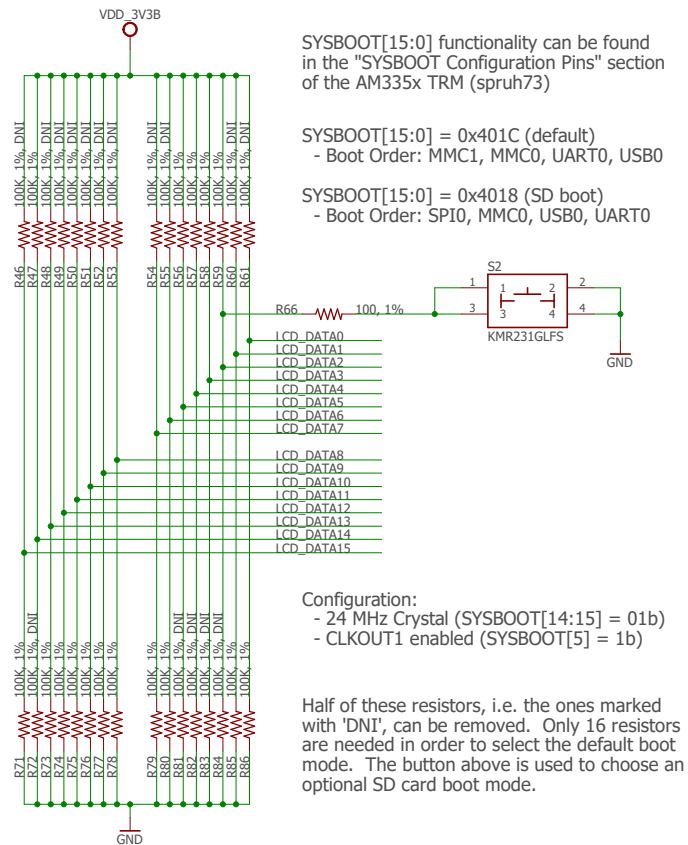 VDD_3V3B
SYSBOOT[15:0] functionality can be found
in the "SYSBOOT Configuration Pins" section
of the AM335x TRM (spruh73)
SYSBOOT[15:0] = 0x401C (default)
- Boot Order: MMC1, MMC0, UART0, USB0
SYSBOOT[15:0] = 0x4018 (SD boot)
- Boot Order: SPI0, MMC0, USB0, UART0
R46 100K, 1%, DNI
R47 100K, 1%
R48 100K, 1%, DNI
R49 100K, 1%, DNI
R50 100K, 1%, DNI
R51 100K, 1%, DNI
R52 100K, 1%, DNI
R53 100K, 1%, DNI
R54 100K, 1%, DNI
R55 100K, 1%, DNI
R56 100K, 1%
R57 100K, 1%
R58 100K, 1%
R59 100K, 1%
R60 100K, 1%, DNI
R61 100K, 1%, DNI
R66 100, 1%
S2
1 1 2 2
3 3 4 4
KMR231GLFS
GND
LCD_DATA0
LCD_DATA1
LCD_DATA2
LCD_DATA3
LCD_DATA4
LCD_DATA5
LCD_DATA6
LCD_DATA7
LCD_DATA8
LCD_DATA9
LCD_DATA10
LCD_DATA11
LCD_DATA12
LCD_DATA13
LCD_DATA14
LCD_DATA15
Configuration:
- 24 MHz Crystal (SYSBOOT[14:15] = 01b)
- CLKOUT1 enabled (SYSBOOT[5] = 1b)
Half of these resistors, i.e. the ones marked
with 'DNI', can be removed. Only 16 resistors
are needed in order to select the default boot
mode. The button above is used to choose an
optional SD card boot mode.
R71 100K, 1%
R72 100K, 1%, DNI
R73 100K, 1%
R74 100K, 1%
R75 100K, 1%
R76 100K, 1%
R77 100K, 1%
R78 100K, 1%
R79 100K, 1%
R80 100K, 1%
R81 100K, 1%, DNI
R82 100K, 1%, DNI
R83 100K, 1%, DNI
R84 100K, 1%, DNI
R85 100K, 1%
R86 100K, 1%
GND